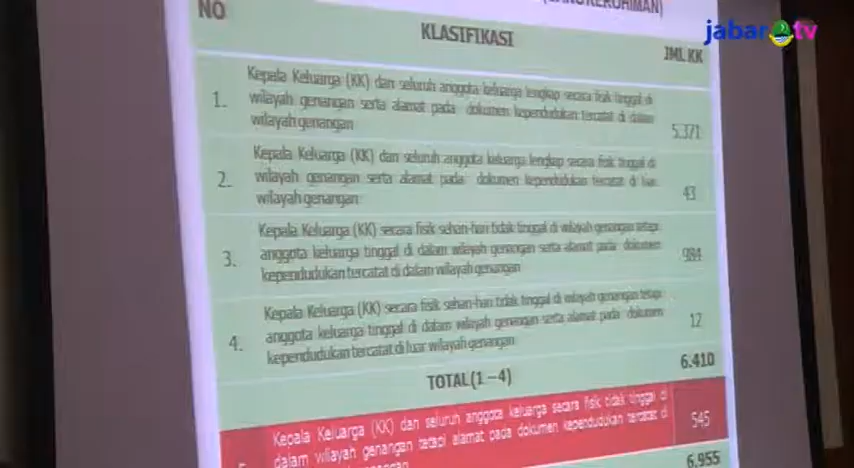 jabar tv
NO
KLASIFIKASI
JML KK
1.
Kepala Keluarga (KK) dan seluruh anggota keluarga lengkap secara fisik tinggal di
wilayah genangan serta alamat pada dokumen kependudukan tercatat di dalam
wilayah genangan
5.371
2.
Kepala Keluarga (KK) dan seluruh anggota keluarga lengkap secara fisik tinggal di
wilayah genangan serta alamat pada dokumen kependudukan tercatat di luar
wilayah genangan
43
3.
Kepala Keluarga (KK) secara fisik sehari-hari tidak tinggal di wilayah genangan tetapi
anggota keluarga tinggal di dalam wilayah genangan serta alamat pada dokumen
kependudukan tercatat di dalam wilayah genangan
984
4.
Kepala Keluarga (KK) secara fisik sehari-hari tidak tinggal di wilayah genangan tetapi
anggota keluarga tinggal di dalam wilayah genangan serta alamat pada dokumen
kependudukan tercatat di luar wilayah genangan
12
TOTAL (1 – 4)
6.410
Kepala Keluarga (KK) dan seluruh anggota keluarga secara fisik tidak tinggal di
dalam wilayah genangan tetapi alamat pada dokumen kependudukan tercatat di
545
6.955